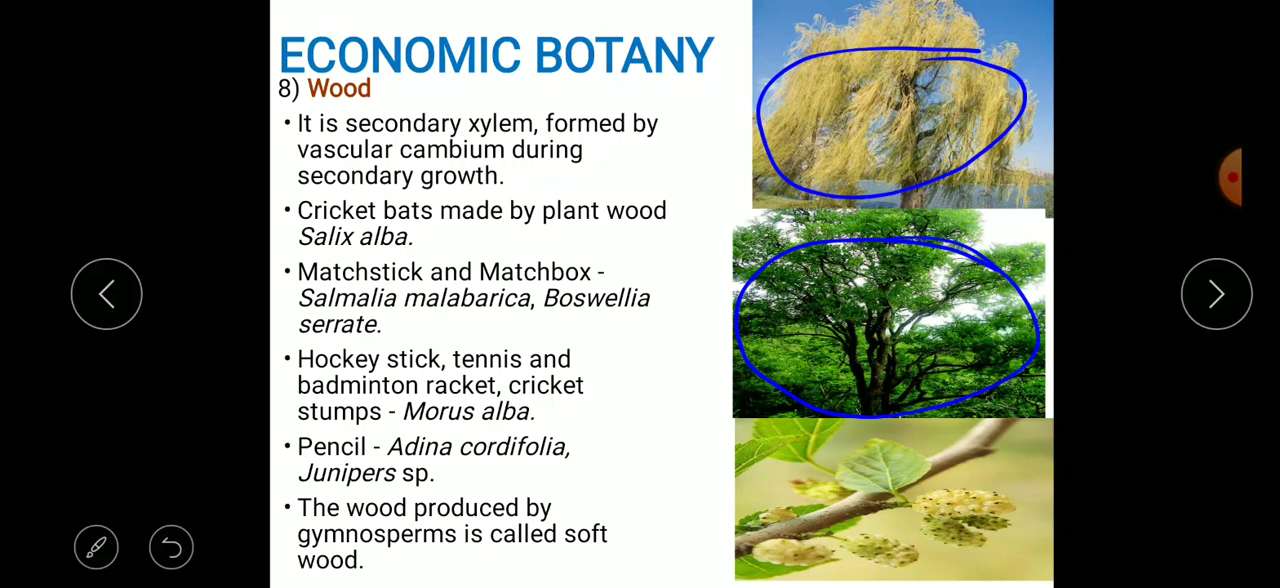 ECONOMIC BOTANY
8) Wood
• It is secondary xylem, formed by
vascular cambium during
secondary growth.
• Cricket bats made by plant wood
Salix alba.
• Matchstick and Matchbox -
Salmalia malabarica, Boswellia
serrate.
• Hockey stick, tennis and
badminton racket, cricket
stumps - Morus alba.
• Pencil - Adina cordifolia,
Junipers sp.
• The wood produced by
gymnosperms is called soft
wood.